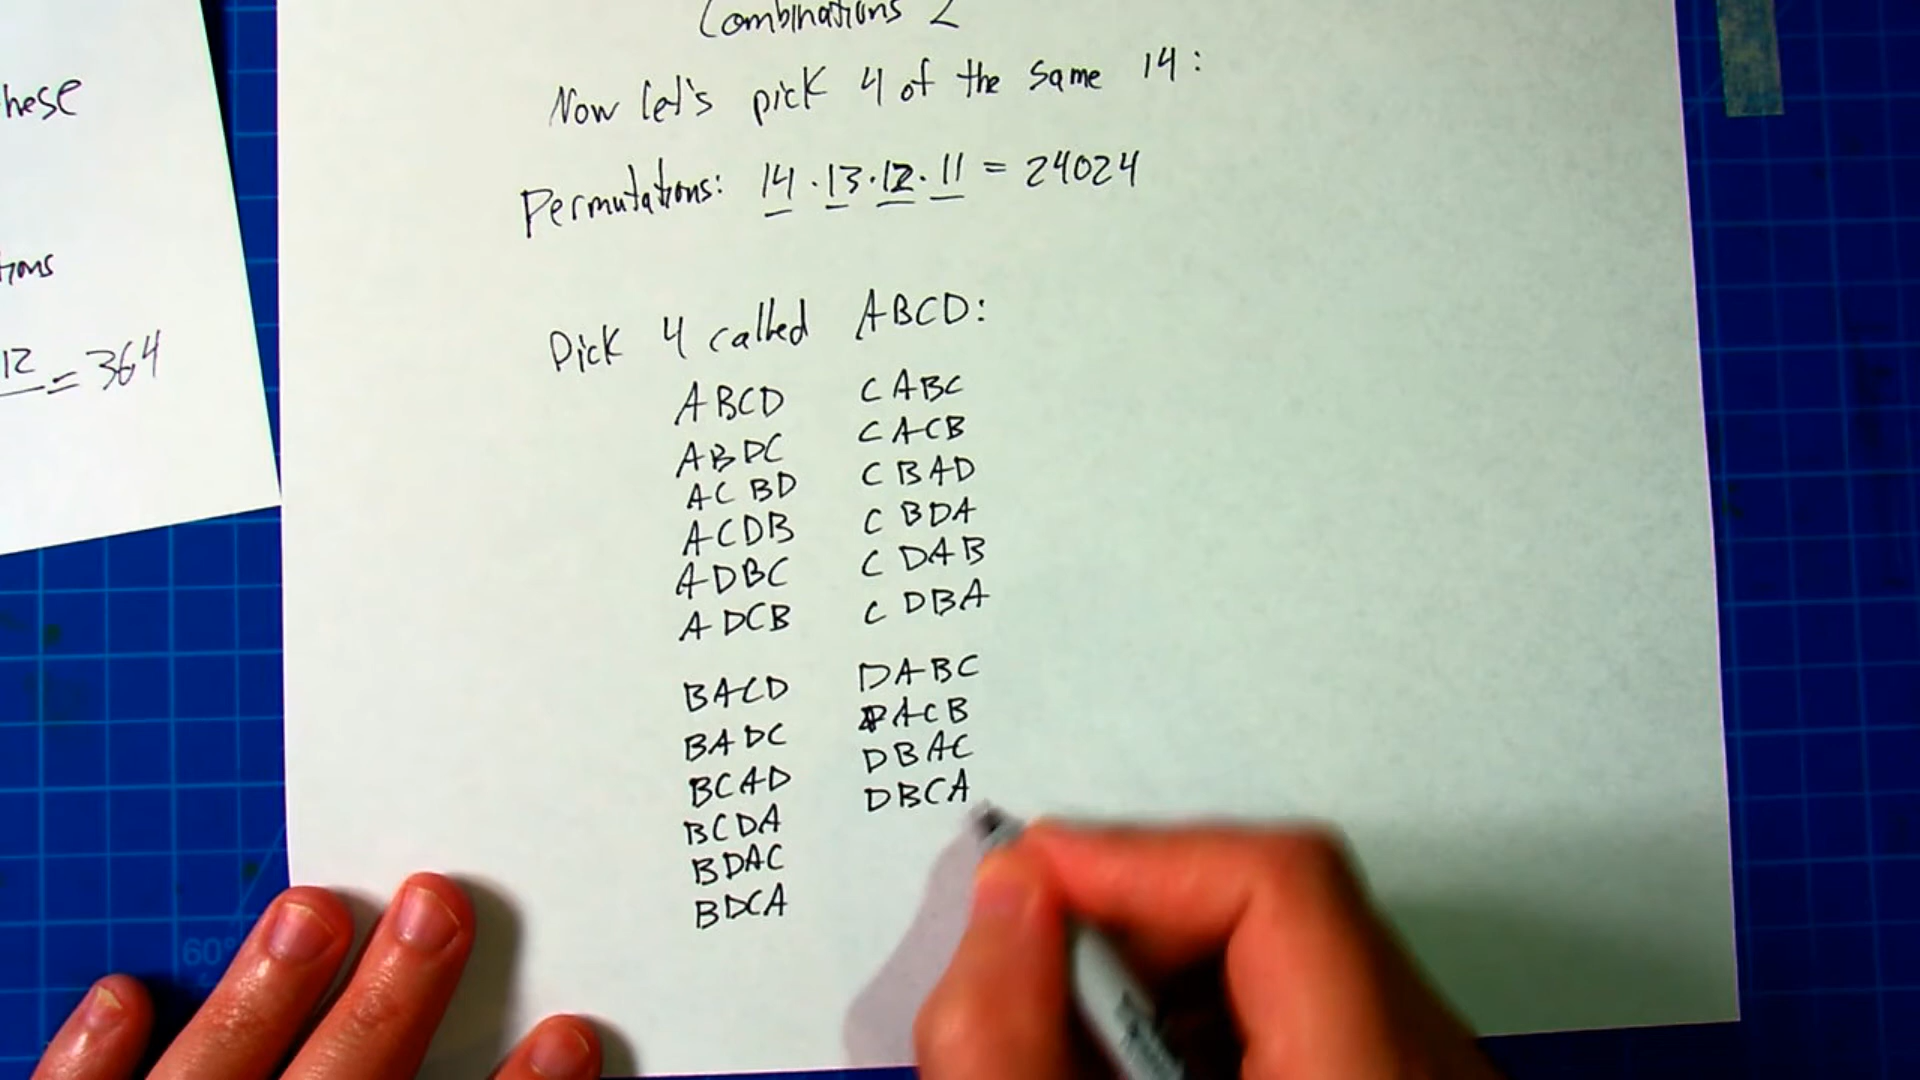 hese
tions
12 = 364
Combinations 2
Now let's pick 4 of the same 14:
Permutations: 14 · 13 · 12 · 11 = 24024
Pick 4 called ABCD:
ABCD
ABDC
ACBD
ACDB
ADBC
ADCB
BACD
BADC
BCAD
BCDA
BDAC
BDCA
CABC
CACB
CBAD
CBDA
CDAB
CDBA
DABC
DACB
DBAC
DBCA
60°